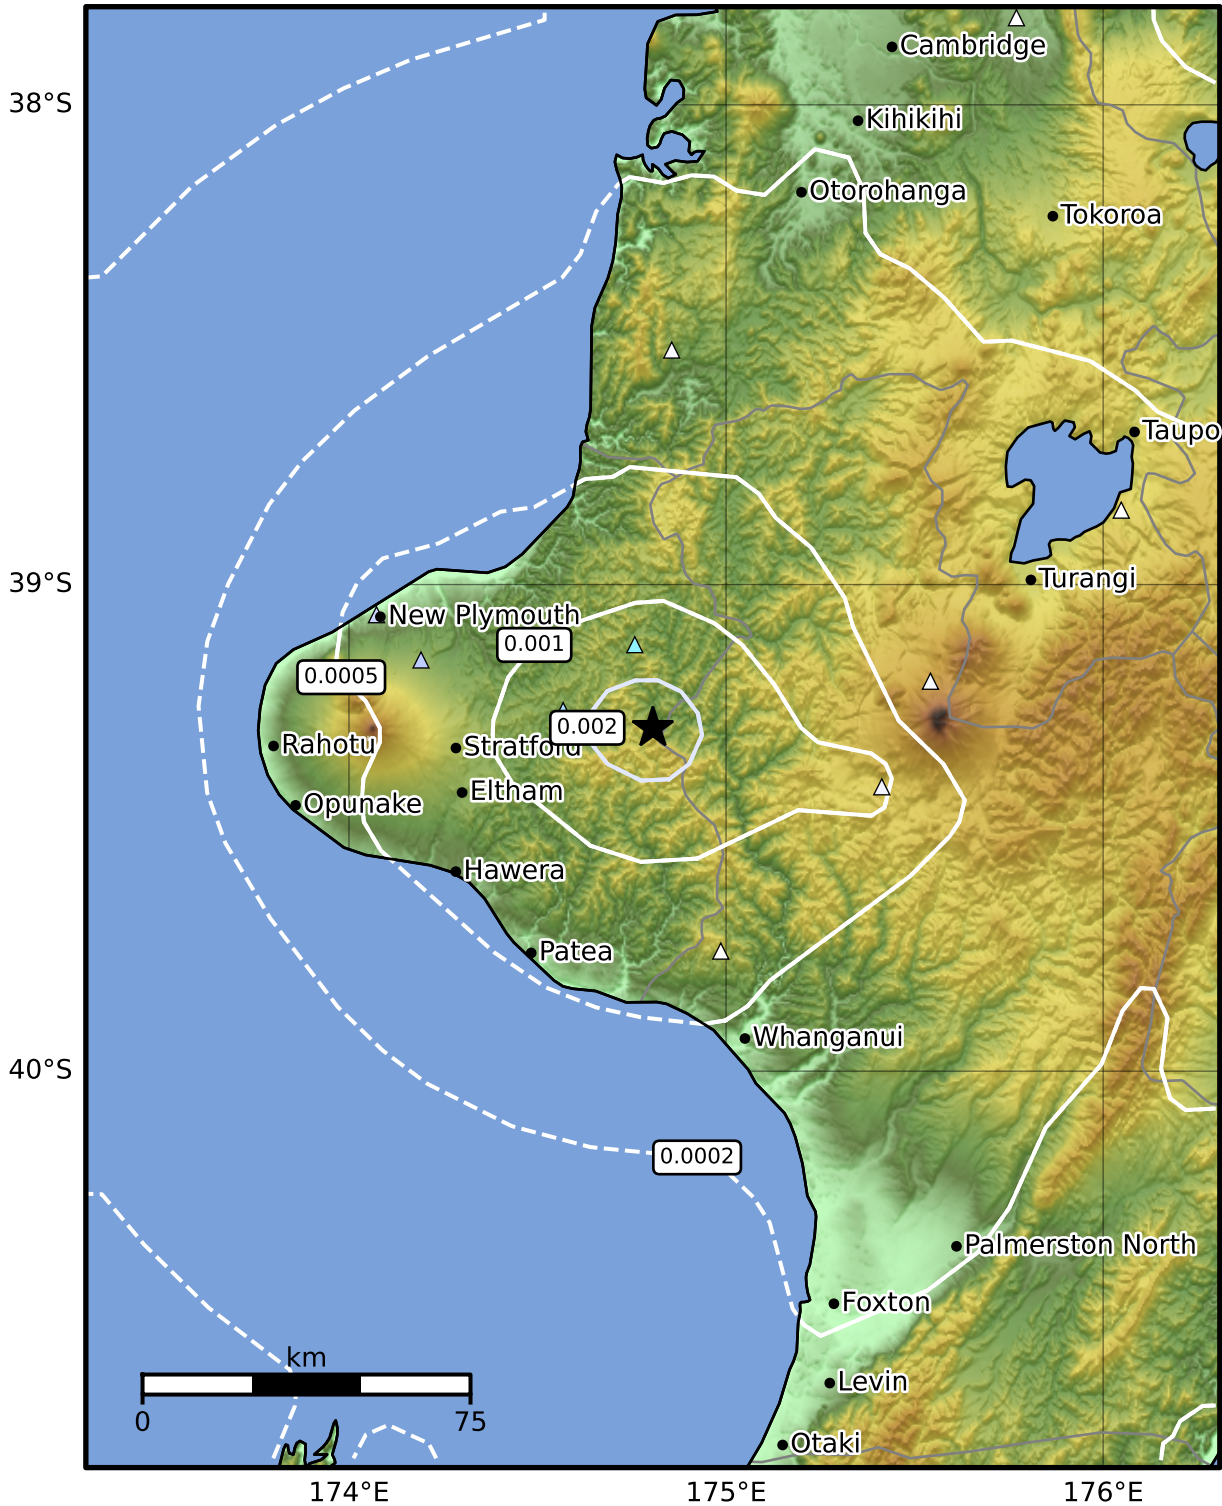 Cambridge
38°S
Kihikihi
Otorohanga
Tokoroa
Taupo
39°S
Turangi
New Plymouth
0.001
0.0005
0.002
Rahotu
Stratford
Eltham
Opunake
Hawera
Patea
Whanganui
40°S
0.0002
Palmerston North
Foxton
km
Levin
0
75
Otaki
174°E
175°E
176°E